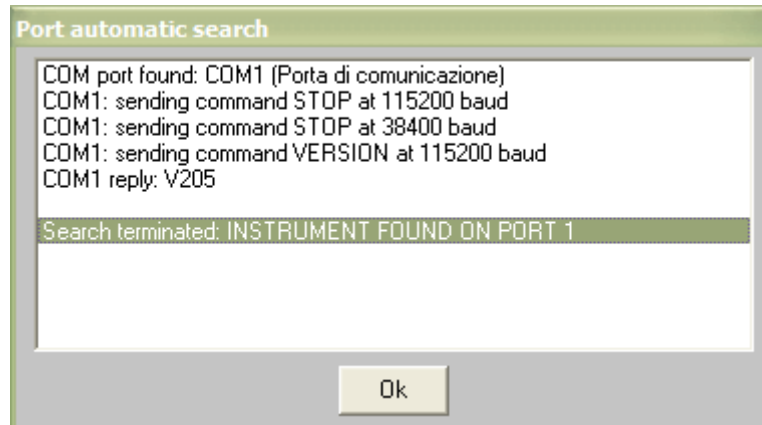 Port automatic search
COM port found: COM1 (Porta di comunicazione)
COM1: sending command STOP at 115200 baud
COM1: sending command STOP at 38400 baud
COM1: sending command VERSION at 115200 baud
COM1 reply: V205
Search terminated: INSTRUMENT FOUND ON PORT 1
Ok